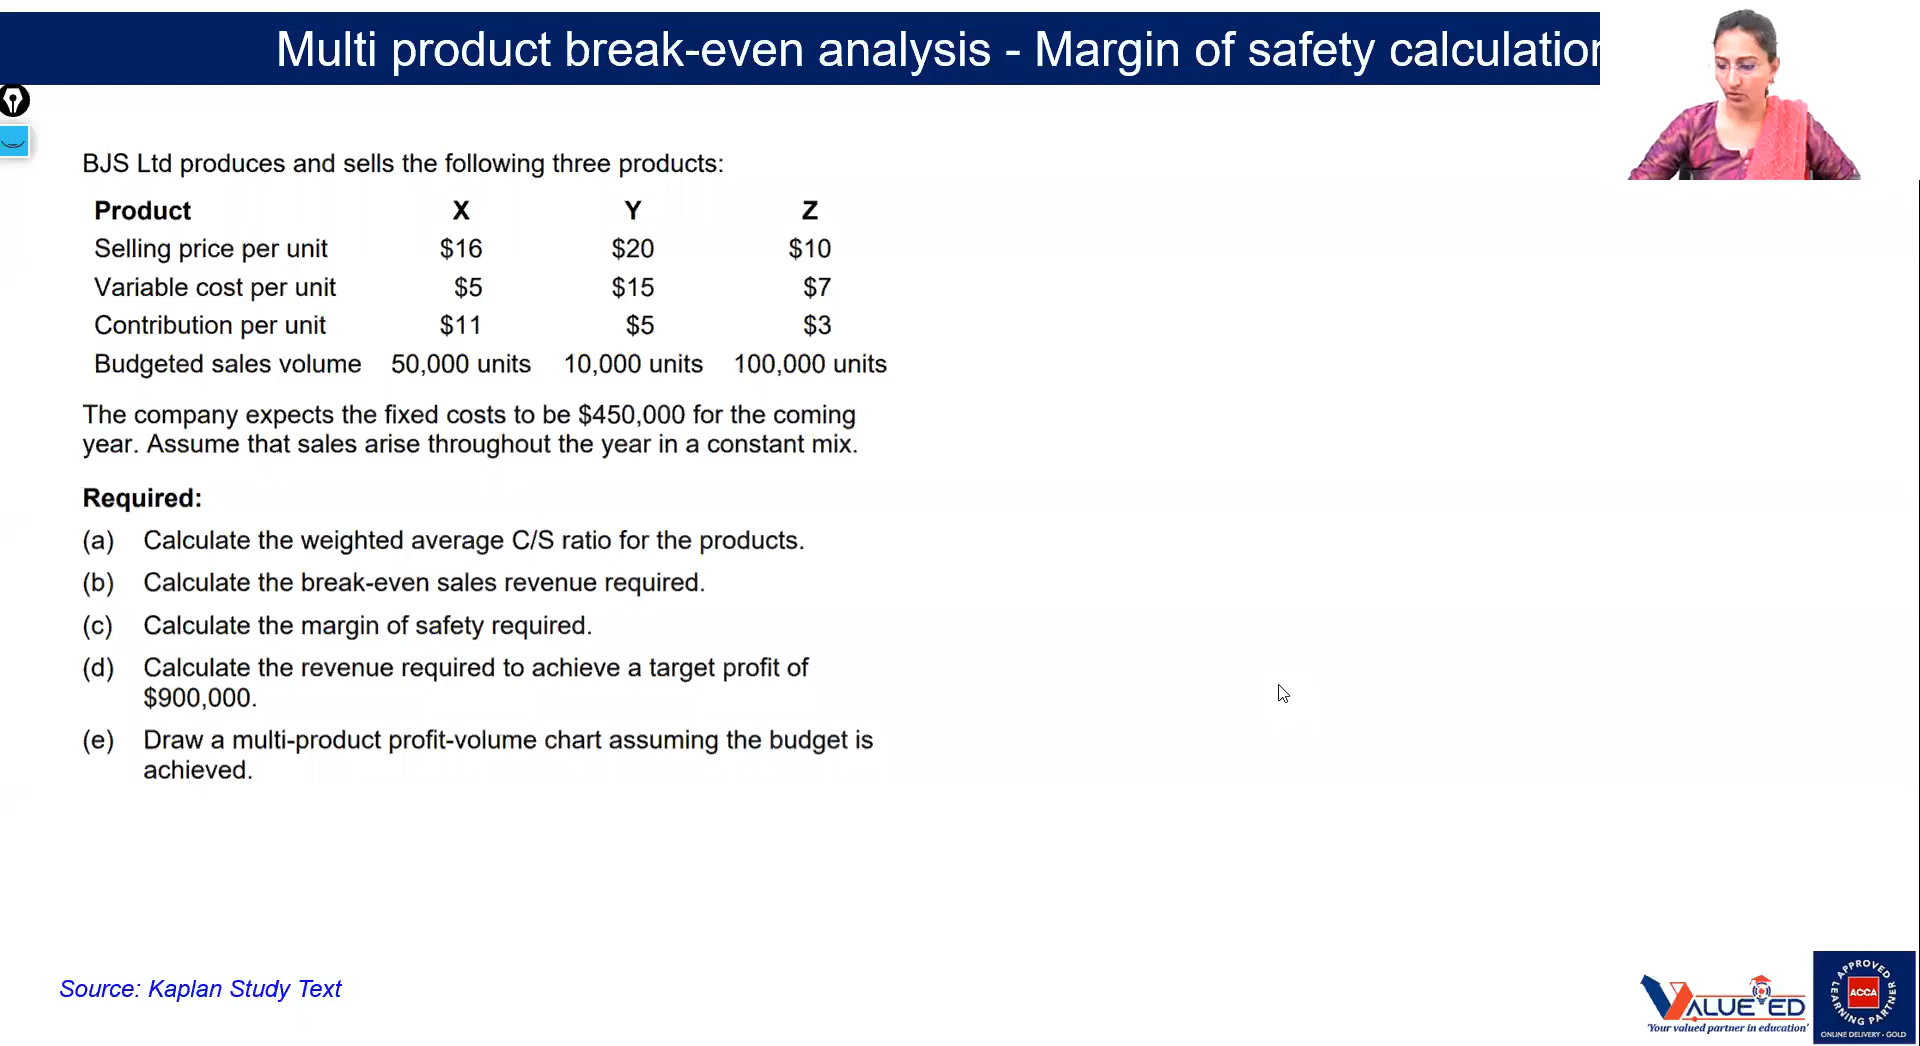 Multi product break-even analysis - Margin of safety calculation
BJS Ltd produces and sells the following three products:
Product X Y Z
Selling price per unit $16 $20 $10
Variable cost per unit $5 $15 $7
Contribution per unit $11 $5 $3
Budgeted sales volume 50,000 units 10,000 units 100,000 units
The company expects the fixed costs to be $450,000 for the coming
year. Assume that sales arise throughout the year in a constant mix.
Required:
(a) Calculate the weighted average C/S ratio for the products.
(b) Calculate the break-even sales revenue required.
(c) Calculate the margin of safety required.
(d) Calculate the revenue required to achieve a target profit of
$900,000.
(e) Draw a multi-product profit-volume chart assuming the budget is
achieved.
Source: Kaplan Study Text
VALUE ED
'Your valued partner in education'
APPROVED
ACCA
LEARNING PARTNER
ONLINE DELIVERY - GOLD